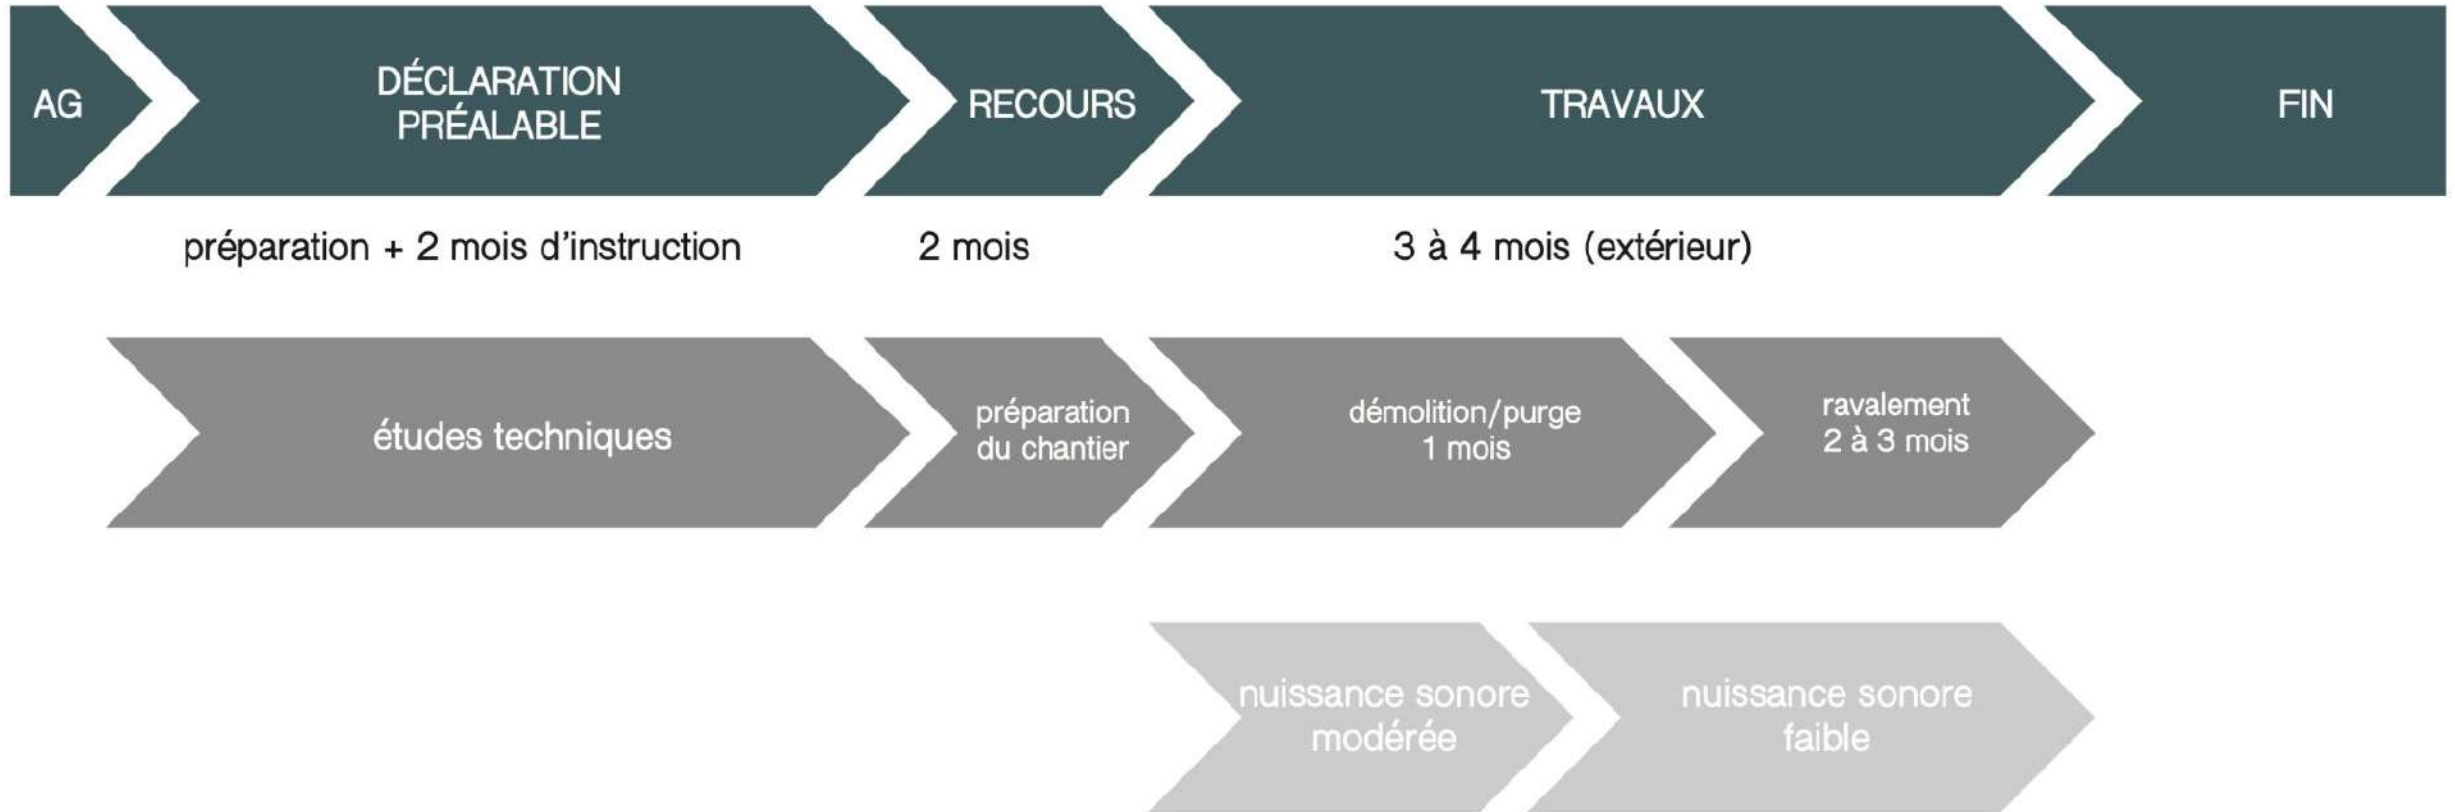 AG
DÉCLARATION
PRÉALABLE
RECOURS
TRAVAUX
FIN
préparation + 2 mois d'instruction
2 mois
3 à 4 mois (extérieur)
études techniques
préparation
du chantier
démolition/purge
1 mois
ravalement
2 à 3 mois
nuissance sonore
modérée
nuissance sonore
faible